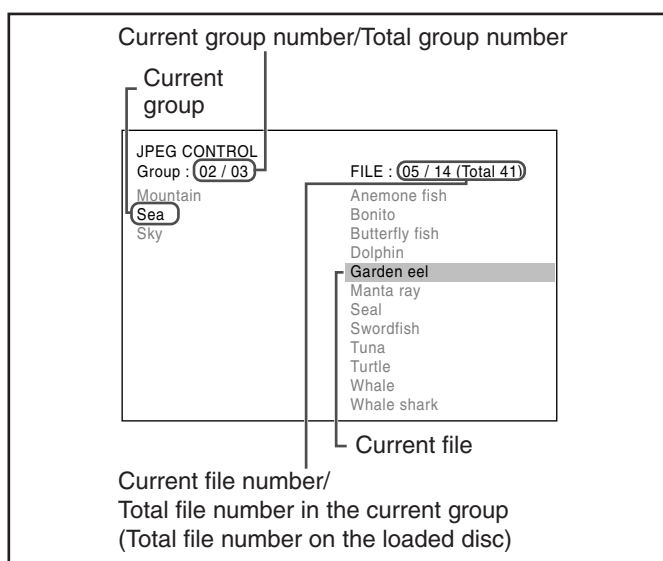 Current group number/Total group number
Current
group
JPEG CONTROL
Group : 02 / 03
FILE : 05 / 14 (Total 41)
Mountain
Sea
Sky
Anemone fish
Bonito
Butterfly fish
Dolphin
Garden eel
Manta ray
Seal
Swordfish
Tuna
Turtle
Whale
Whale shark
Current file
Current file number/
Total file number in the current group
(Total file number on the loaded disc)